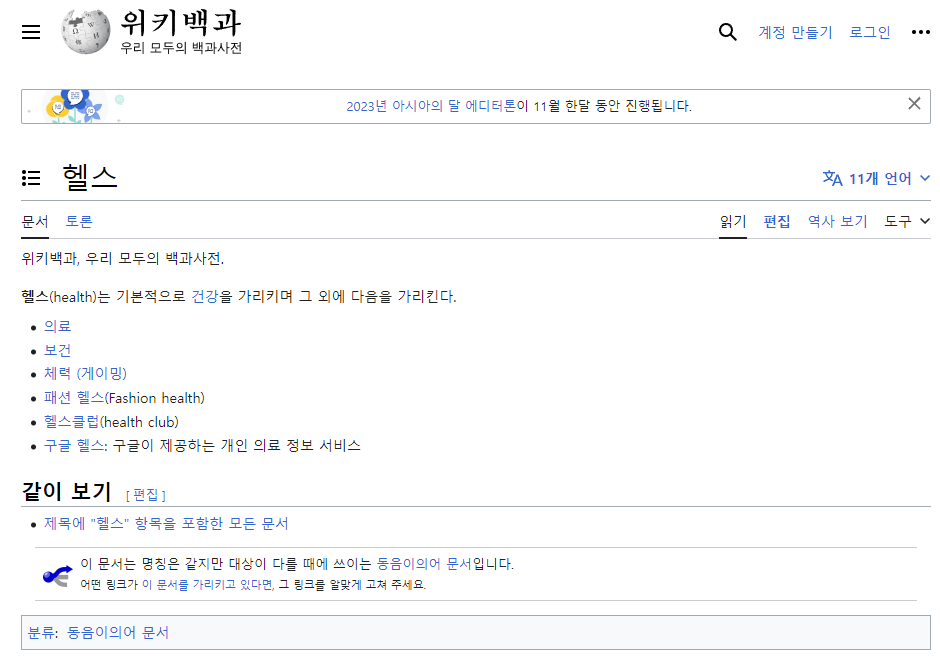 위키백과
우리 모두의 백과사전
계정 만들기 로그인
2023년 아시아의 달 에디터톤이 11월 한달 동안 진행됩니다.
헬스
11개 언어
문서 토론
읽기 편집 역사 보기 도구
위키백과, 우리 모두의 백과사전.
헬스(health)는 기본적으로 건강을 가리키며 그 외에 다음을 가리킨다.
의료
보건
체력 (게이밍)
패션 헬스(Fashion health)
헬스클럽(health club)
구글 헬스: 구글이 제공하는 개인 의료 정보 서비스
같이 보기 [ 편집 ]
제목에 "헬스" 항목을 포함한 모든 문서
이 문서는 명칭은 같지만 대상이 다를 때에 쓰이는 동음이의어 문서입니다.
어떤 링크가 이 문서를 가리키고 있다면, 그 링크를 알맞게 고쳐 주세요.
분류: 동음이의어 문서